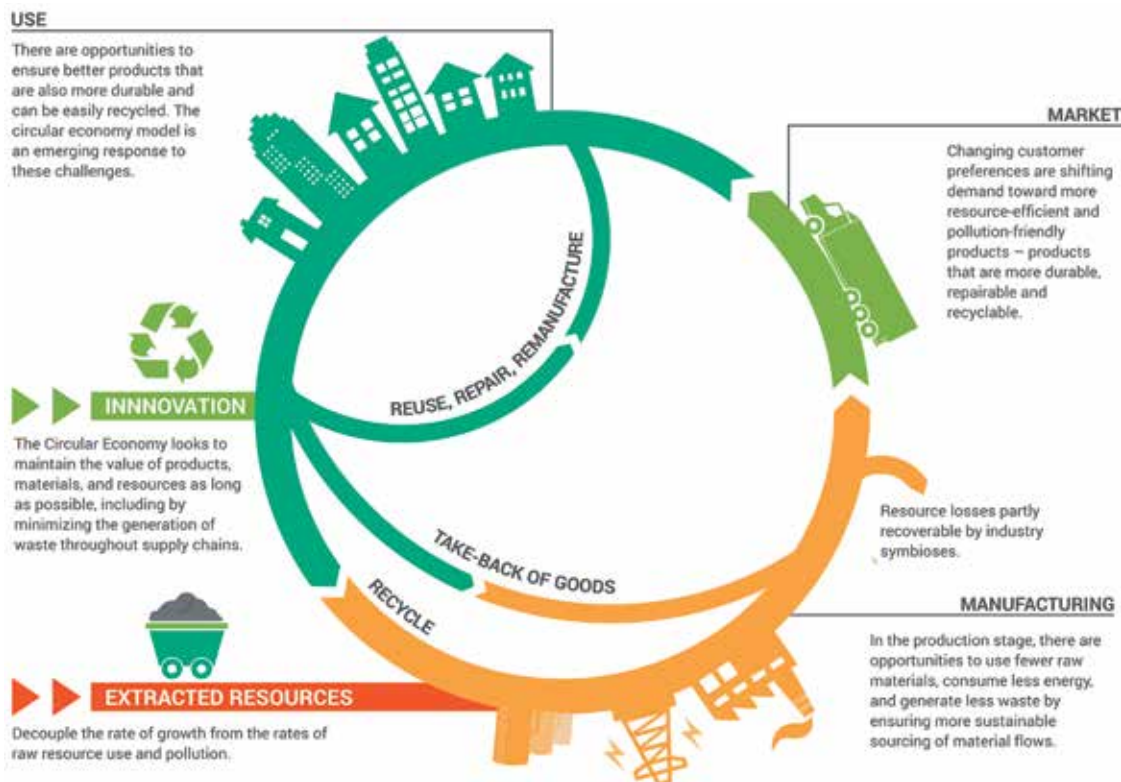 USE
There are opportunities to
ensure better products that
are also more durable and
can be easily recycled. The
circular economy model is
an emerging response to
these challenges.
MARKET
Changing customer
preferences are shifting
demand toward more
resource-efficient and
pollution-friendly
products – products
that are more durable,
repairable and
recyclable.
REUSE, REPAIR, REMANUFACTURE
INNNOVATION
The Circular Economy looks to
maintain the value of products,
materials, and resources as long
as possible, including by
minimizing the generation of
waste throughout supply chains.
Resource losses partly
recoverable by industry
symbioses.
TAKE-BACK OF GOODS
RECYCLE
MANUFACTURING
In the production stage, there are
opportunities to use fewer raw
materials, consume less energy,
and generate less waste by
ensuring more sustainable
sourcing of material flows.
EXTRACTED RESOURCES
Decouple the rate of growth from the rates of
raw resource use and pollution.